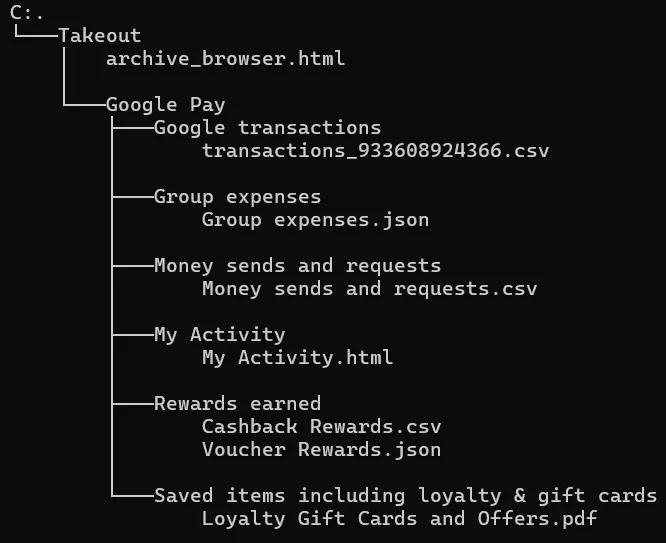 C:.
Takeout
archive_browser.html
Google Pay
Google transactions
transactions_933608924366.csv
Group expenses
Group expenses.json
Money sends and requests
Money sends and requests.csv
My Activity
My Activity.html
Rewards earned
Cashback Rewards.csv
Voucher Rewards.json
Saved items including loyalty & gift cards
Loyalty Gift Cards and Offers.pdf